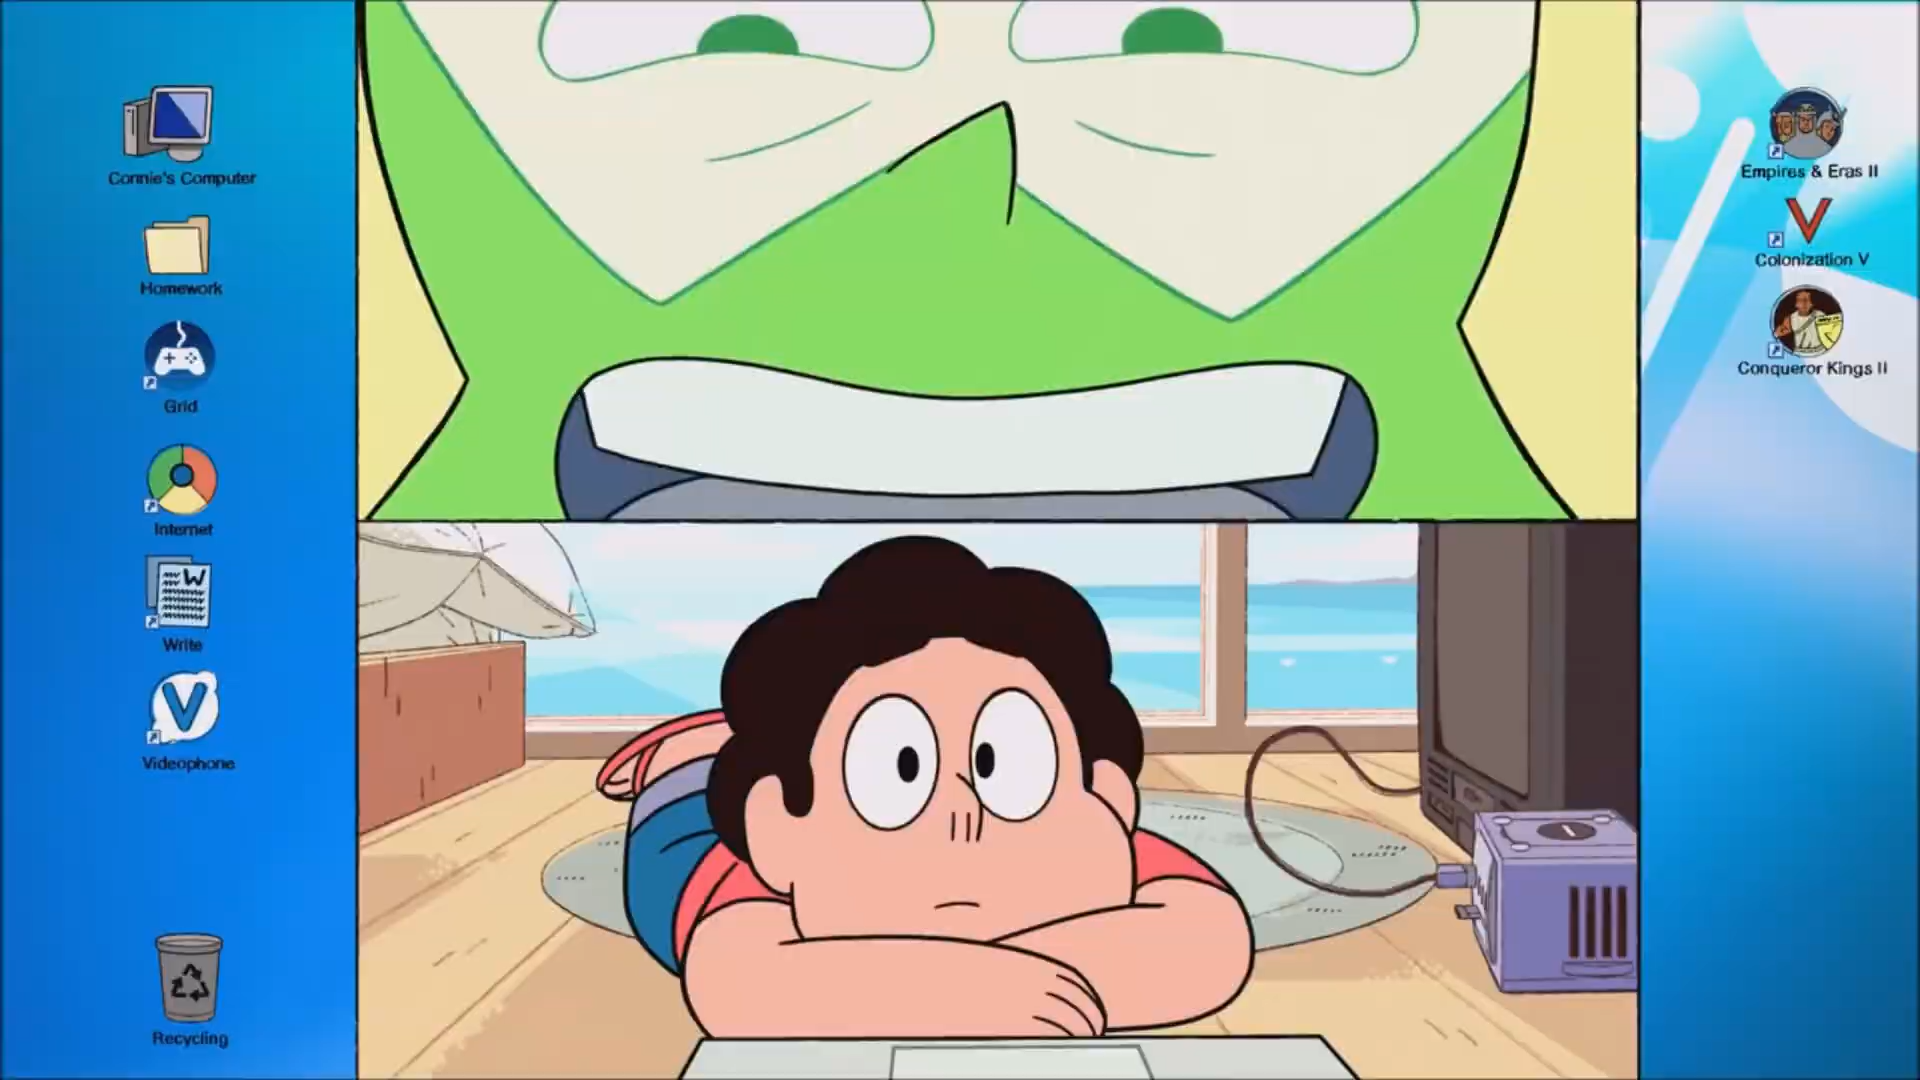 Connie's Computer
Homework
Grid
Internet
W
Write
V
Videophone
Recycling
Empires & Eras II
V
Colonization V
Conqueror Kings II